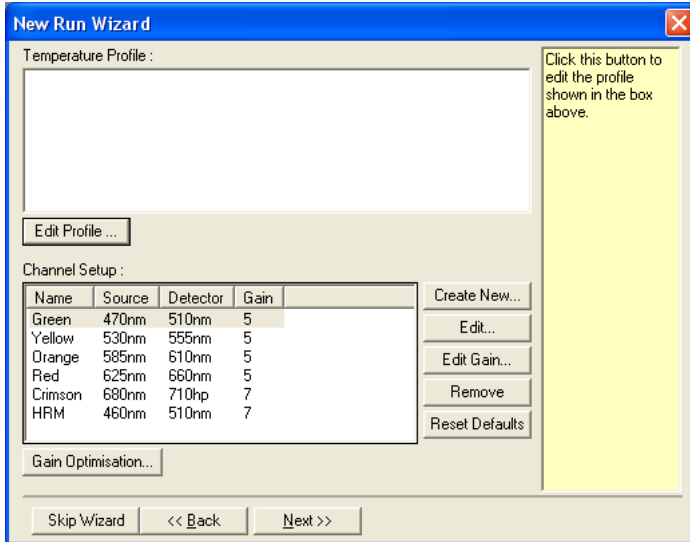 New Run Wizard
Temperature Profile :
Edit Profile ...
Channel Setup :
Name Source Detector Gain
Green 470nm 510nm 5
Yellow 530nm 555nm 5
Orange 585nm 610nm 5
Red 625nm 660nm 5
Crimson 680nm 710hp 7
HRM 460nm 510nm 7
Create New...
Edit...
Edit Gain...
Remove
Reset Defaults
Gain Optimisation...
Skip Wizard << Back Next >>
Click this button to
edit the profile
shown in the box
above.